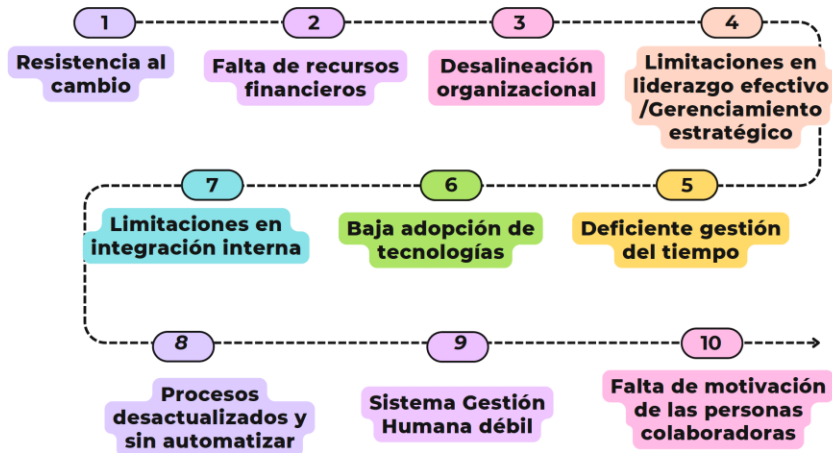 1
Resistencia al
cambio
2
Falta de recursos
financieros
3
Desalineación
organizacional
4
Limitaciones en
liderazgo efectivo
/Gerenciamiento
estratégico
5
Deficiente gestión
del tiempo
6
Baja adopción de
tecnologías
7
Limitaciones en
integración interna
8
Procesos
desactualizados y
sin automatizar
9
Sistema Gestión
Humana débil
10
Falta de motivación
de las personas
colaboradoras